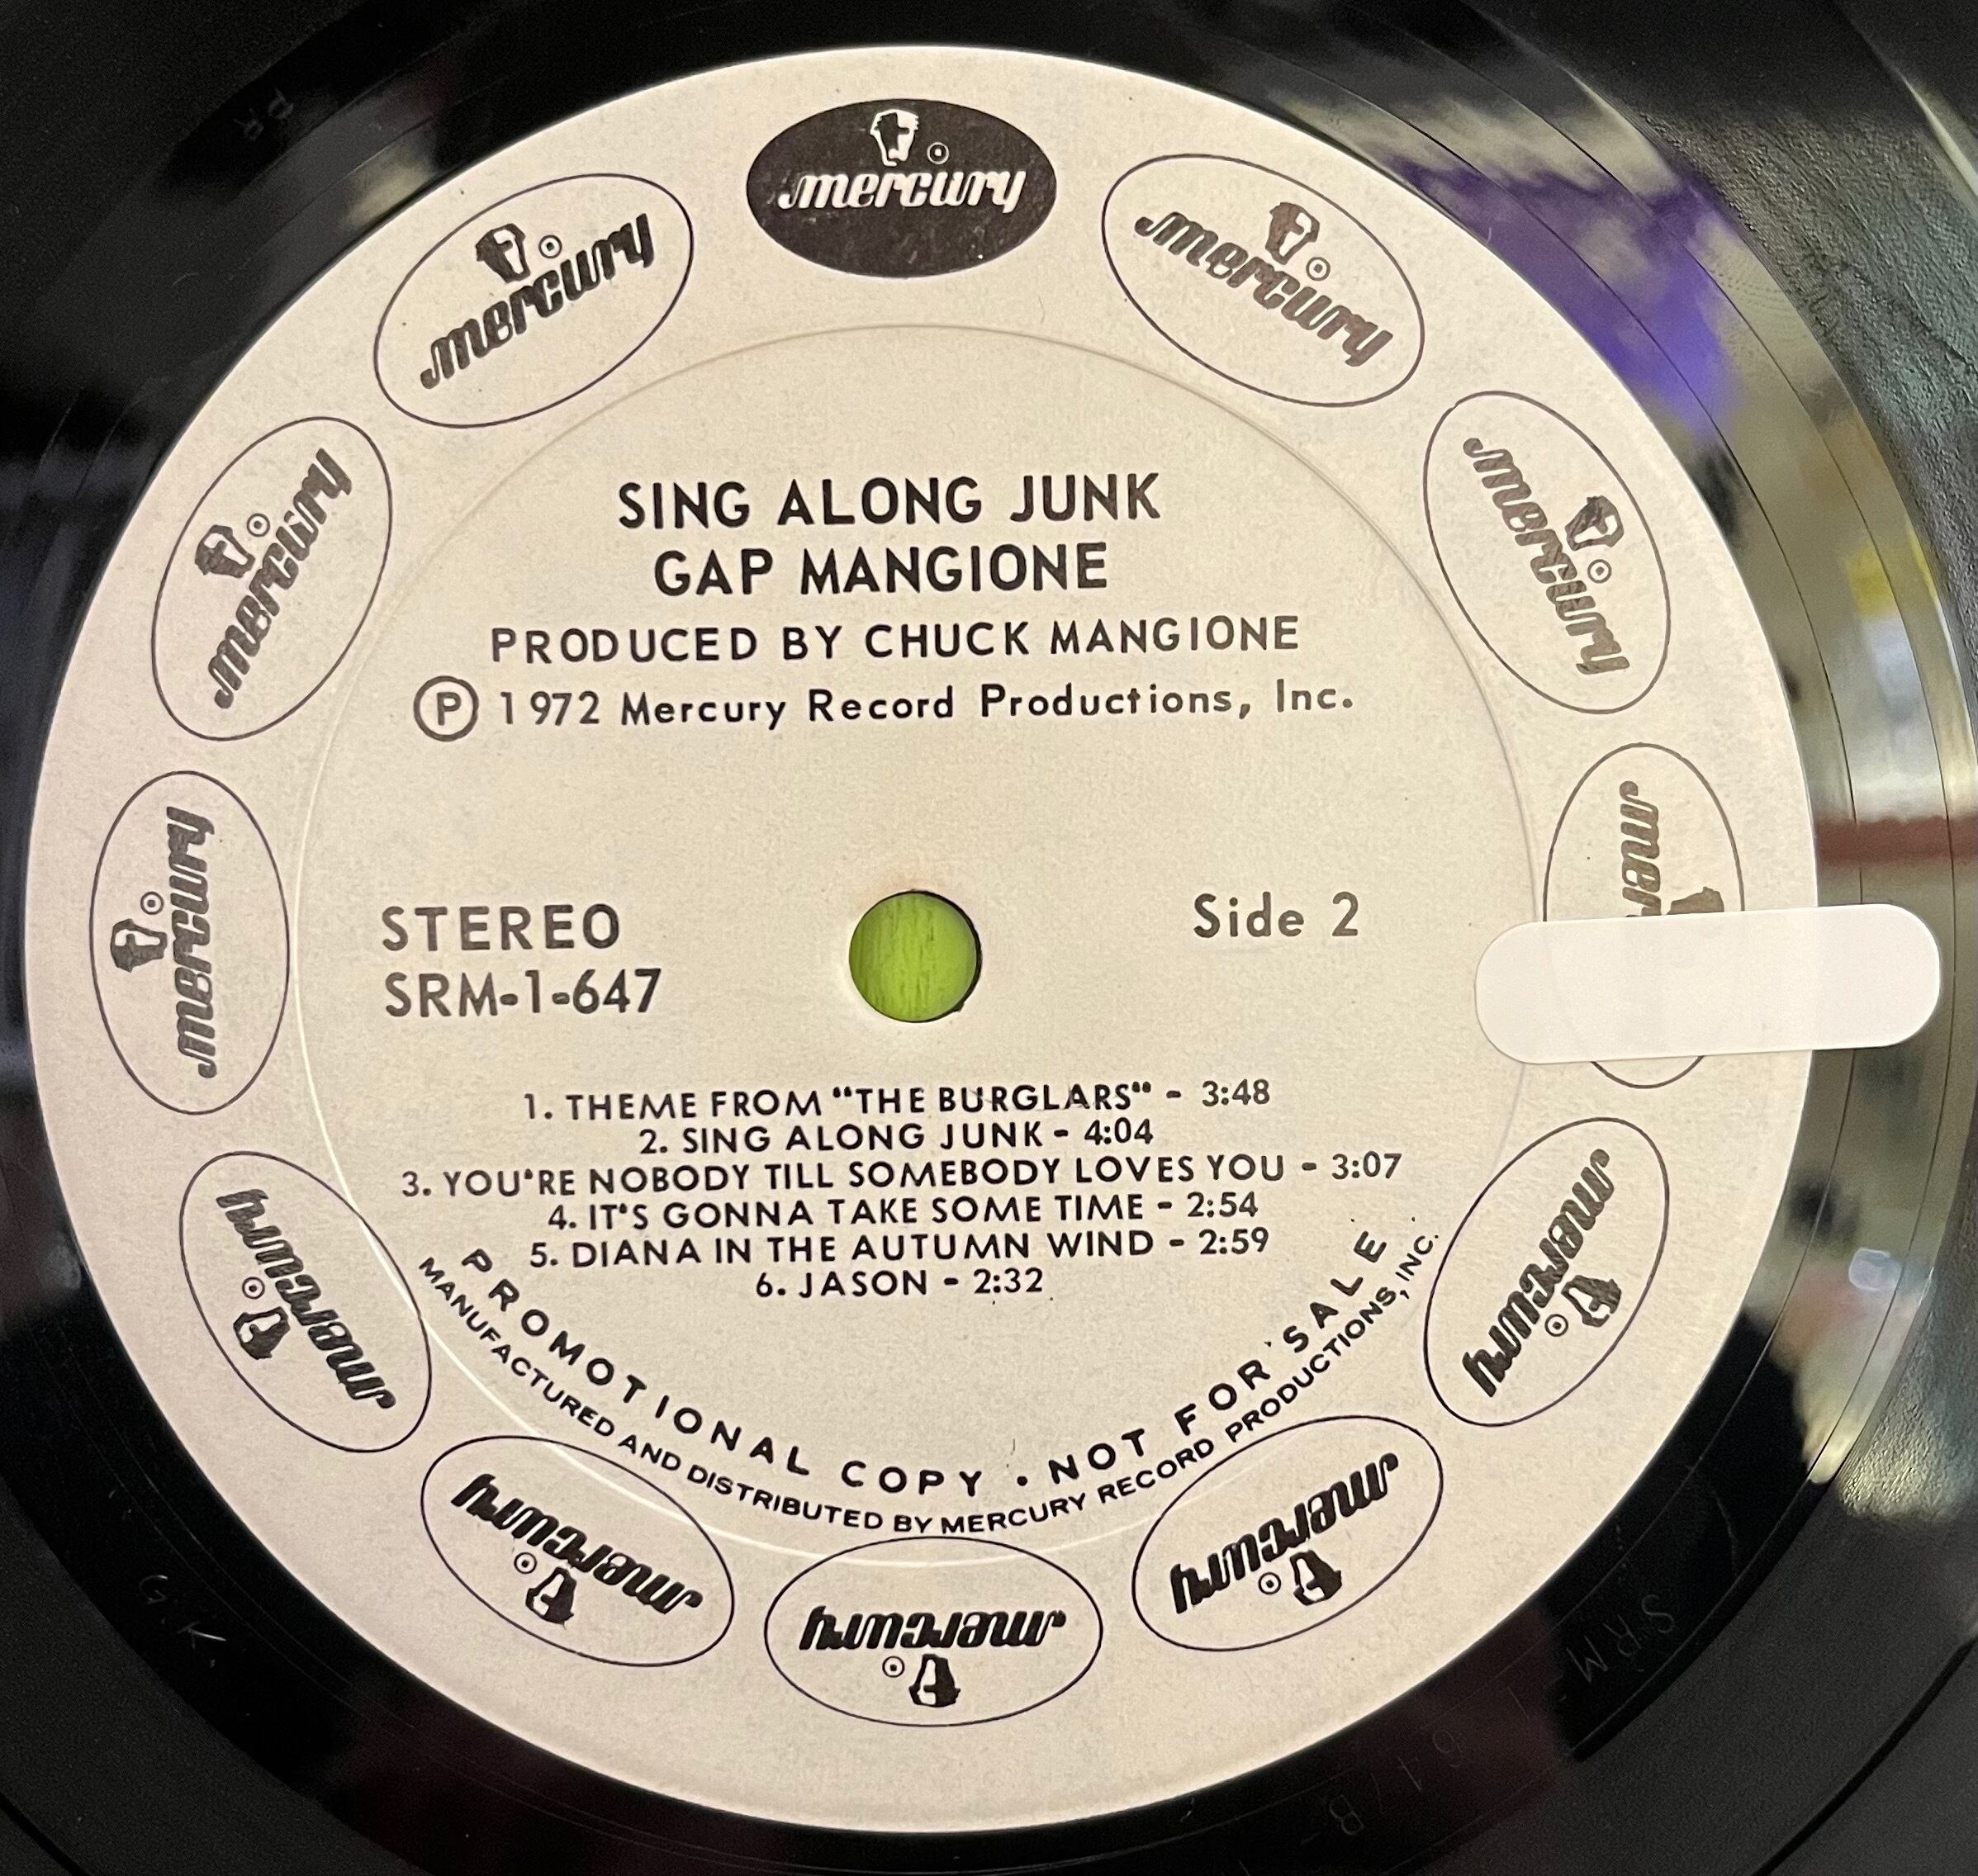 mercury
mercury
mercury
mercury
mercury
mercury
SING ALONG JUNK
GAP MANGIONE
PRODUCED BY CHUCK MANGIONE
Ⓟ 1972 Mercury Record Productions, Inc.
STEREO
SRM-1-647
Side 2
1. THEME FROM "THE BURGLARS" - 3:48
2. SING ALONG JUNK - 4:04
3. YOU'RE NOBODY TILL SOMEBODY LOVES YOU - 3:07
4. IT'S GONNA TAKE SOME TIME - 2:54
5. DIANA IN THE AUTUMN WIND - 2:59
6. JASON - 2:32
PROMOTIONAL COPY • NOT FOR SALE
MANUFACTURED AND DISTRIBUTED BY MERCURY RECORD PRODUCTIONS, INC.
mercury
mercury
mercury
mercury
mercury
G.K
SRM-1
647 B-